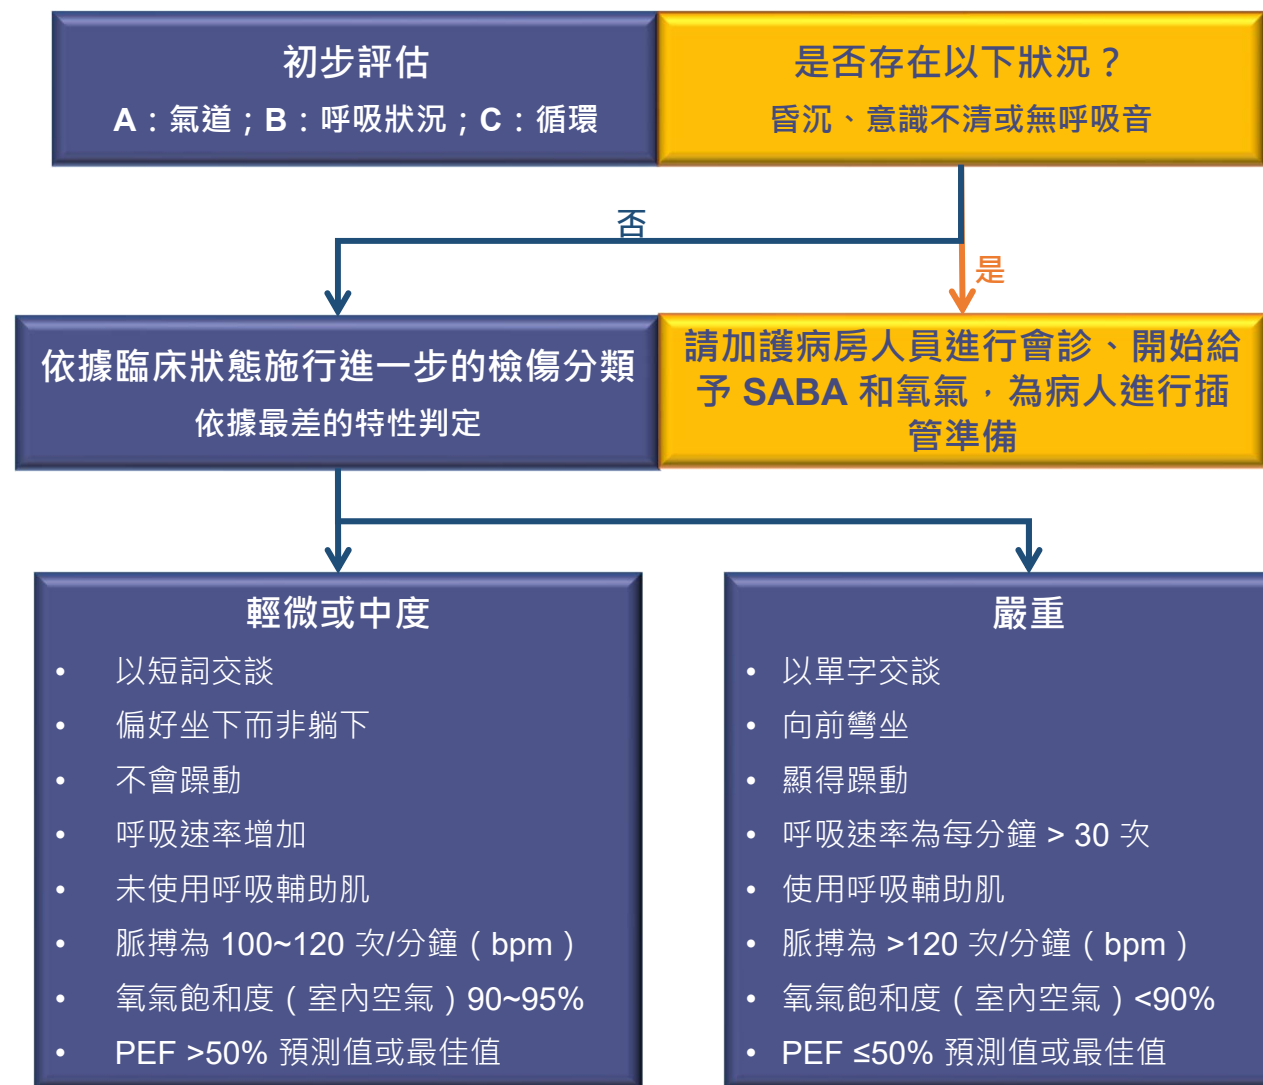 初步評估
A：氣道；B：呼吸狀況；C：循環
是否存在以下狀況？
昏沉、意識不清或無呼吸音
否
是
依據臨床狀態施行進一步的檢傷分類
依據最差的特性判定
請加護病房人員進行會診、開始給
予 SABA 和氧氣，為病人進行插
管準備
輕微或中度
• 以短詞交談
• 偏好坐下而非躺下
• 不會躁動
• 呼吸速率增加
• 未使用呼吸輔助肌
• 脈搏為 100~120 次/分鐘（bpm）
• 氧氣飽和度（室內空氣）90~95%
• PEF >50% 預測值或最佳值
嚴重
• 以單字交談
• 向前彎坐
• 顯得躁動
• 呼吸速率為每分鐘 > 30 次
• 使用呼吸輔助肌
• 脈搏為 >120 次/分鐘（bpm）
• 氧氣飽和度（室內空氣）<90%
• PEF ≤50% 預測值或最佳值